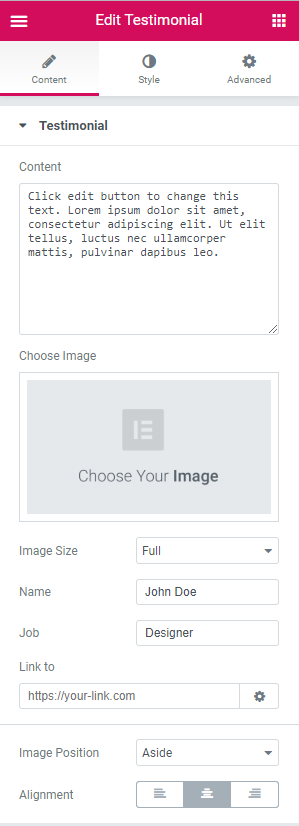 Edit Testimonial
Content
Style
Advanced
Testimonial
Content
Click edit button to change this
text. Lorem ipsum dolor sit amet,
consectetur adipiscing elit. Ut elit
tellus, luctus nec ullamcorper
mattis, pulvinar dapibus leo.
Choose Image
Choose Your Image
Image Size
Full
Name
John Doe
Job
Designer
Link to
https://your-link.com
Image Position
Aside
Alignment